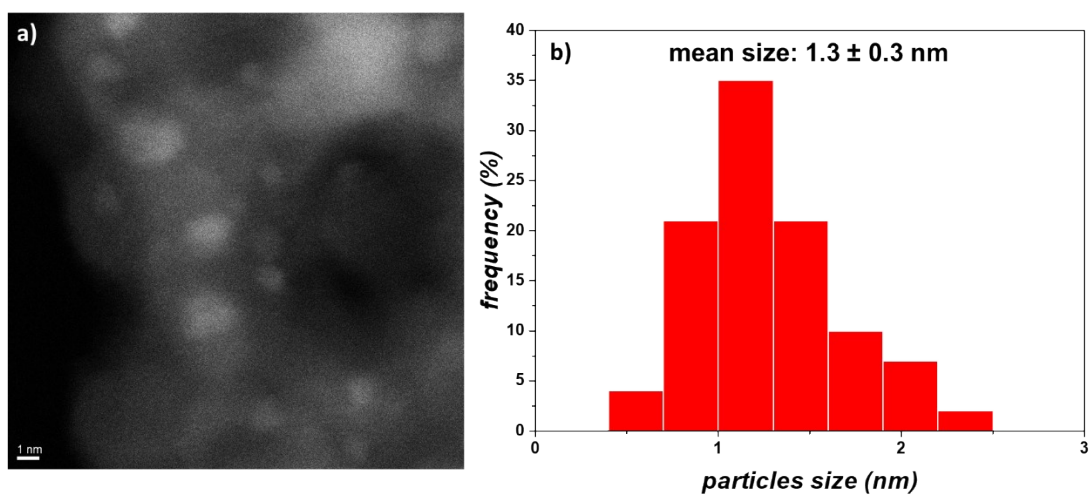 a)
1 nm
b)
mean size: 1.3 ± 0.3 nm
40
35
30
25
20
15
10
5
0
frequency (%)
0 1 2 3
particles size (nm)